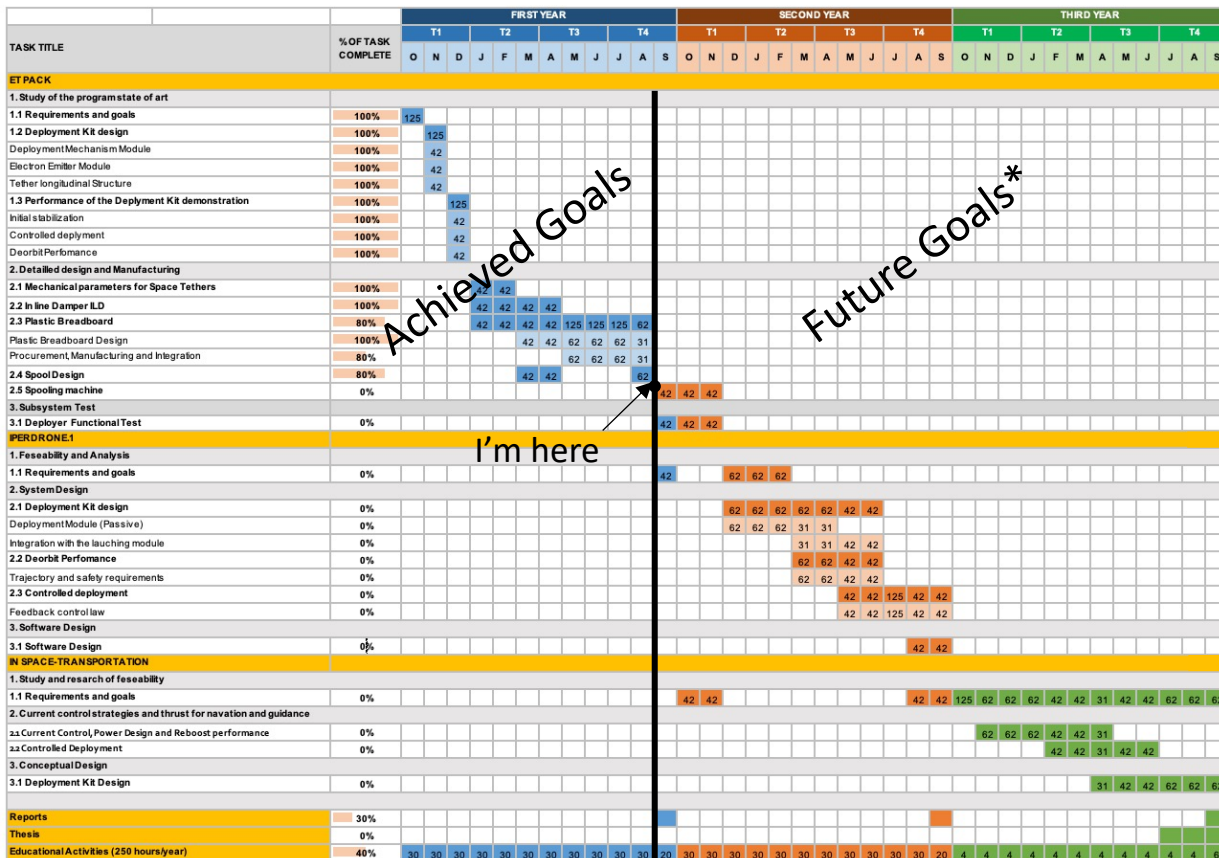 FIRST YEAR SECOND YEAR THIRD YEAR
TASK TITLE % OF TASK COMPLETE T1 T2 T3 T4 T1 T2 T3 T4 T1 T2 T3 T4
O N D J F M A M J J A S O N D J F M A M J J A S O N D J F M A M J J A S
ET PACK
1. Study of the program state of art
1.1 Requirements and goals 100% 125
1.2 Deployment Kit design 100% 125
Deployment Mechanism Module 100% 42
Electron Emitter Module 100% 42
Tether longitudinal Structure 100% 42
1.3 Performance of the Deplyment Kit demonstration 100% 125
Initial stabilization 100% 42
Controlled deplyment 100% 42
Deorbit Perfomance 100% 42
Achieved Goals
Future Goals*
2. Detailled design and Manufacturing
2.1 Mechanical parameters for Space Tethers 100% 42 42
2.2 In line Damper ILD 100% 42 42 42 42
2.3 Plastic Breadboard 80% 42 42 42 42 125 125 125 62
Plastic Breadboard Design 100% 42 42 62 62 62 31
Procurement, Manufacturing and Integration 80% 62 62 62 31
2.4 Spool Design 80% 42 42 62
2.5 Spooling machine 0% 42 42 42
3. Subsystem Test
3.1 Deployer Functional Test 0% 42 42 42
I'm here
IPERDRONE.1
1. Feseability and Analysis
1.1 Requirements and goals 0% 42 62 62 62
2. System Design
2.1 Deployment Kit design 0% 62 62 62 62 62 42 42
Deployment Module (Passive) 0% 62 62 62 31 31
Integration with the lauching module 0% 31 31 42 42
2.2 Deorbit Perfomance 0% 62 62 42 42
Trajectory and safety requirements 0% 62 62 42 42
2.3 Controlled deployment 0% 42 42 125 42 42
Feedback control law 0% 42 42 125 42 42
3. Software Design
3.1 Software Design 0% 42 42
IN SPACE-TRANSPORTATION
1. Study and resarch of feseability
1.1 Requirements and goals 0% 42 42 42 42 125 62 62 62 42 42 31 42 42 62 62 62
2. Current control strategies and thrust for navation and guidance
2.1 Current Control, Power Design and Reboost performance 0% 62 62 62 42 42 31
2.2 Controlled Deployment 0% 42 42 31 42 42
3. Conceptual Design
3.1 Deployment Kit Design 0% 31 42 42 62 62 62
Reports 30%
Thesis 0%
Educational Activities (250 hours/year) 40% 30 30 30 30 30 30 30 30 30 30 30 20 30 30 30 30 30 30 30 30 30 30 30 20 4 4 4 4 4 4 4 4 4 4 4